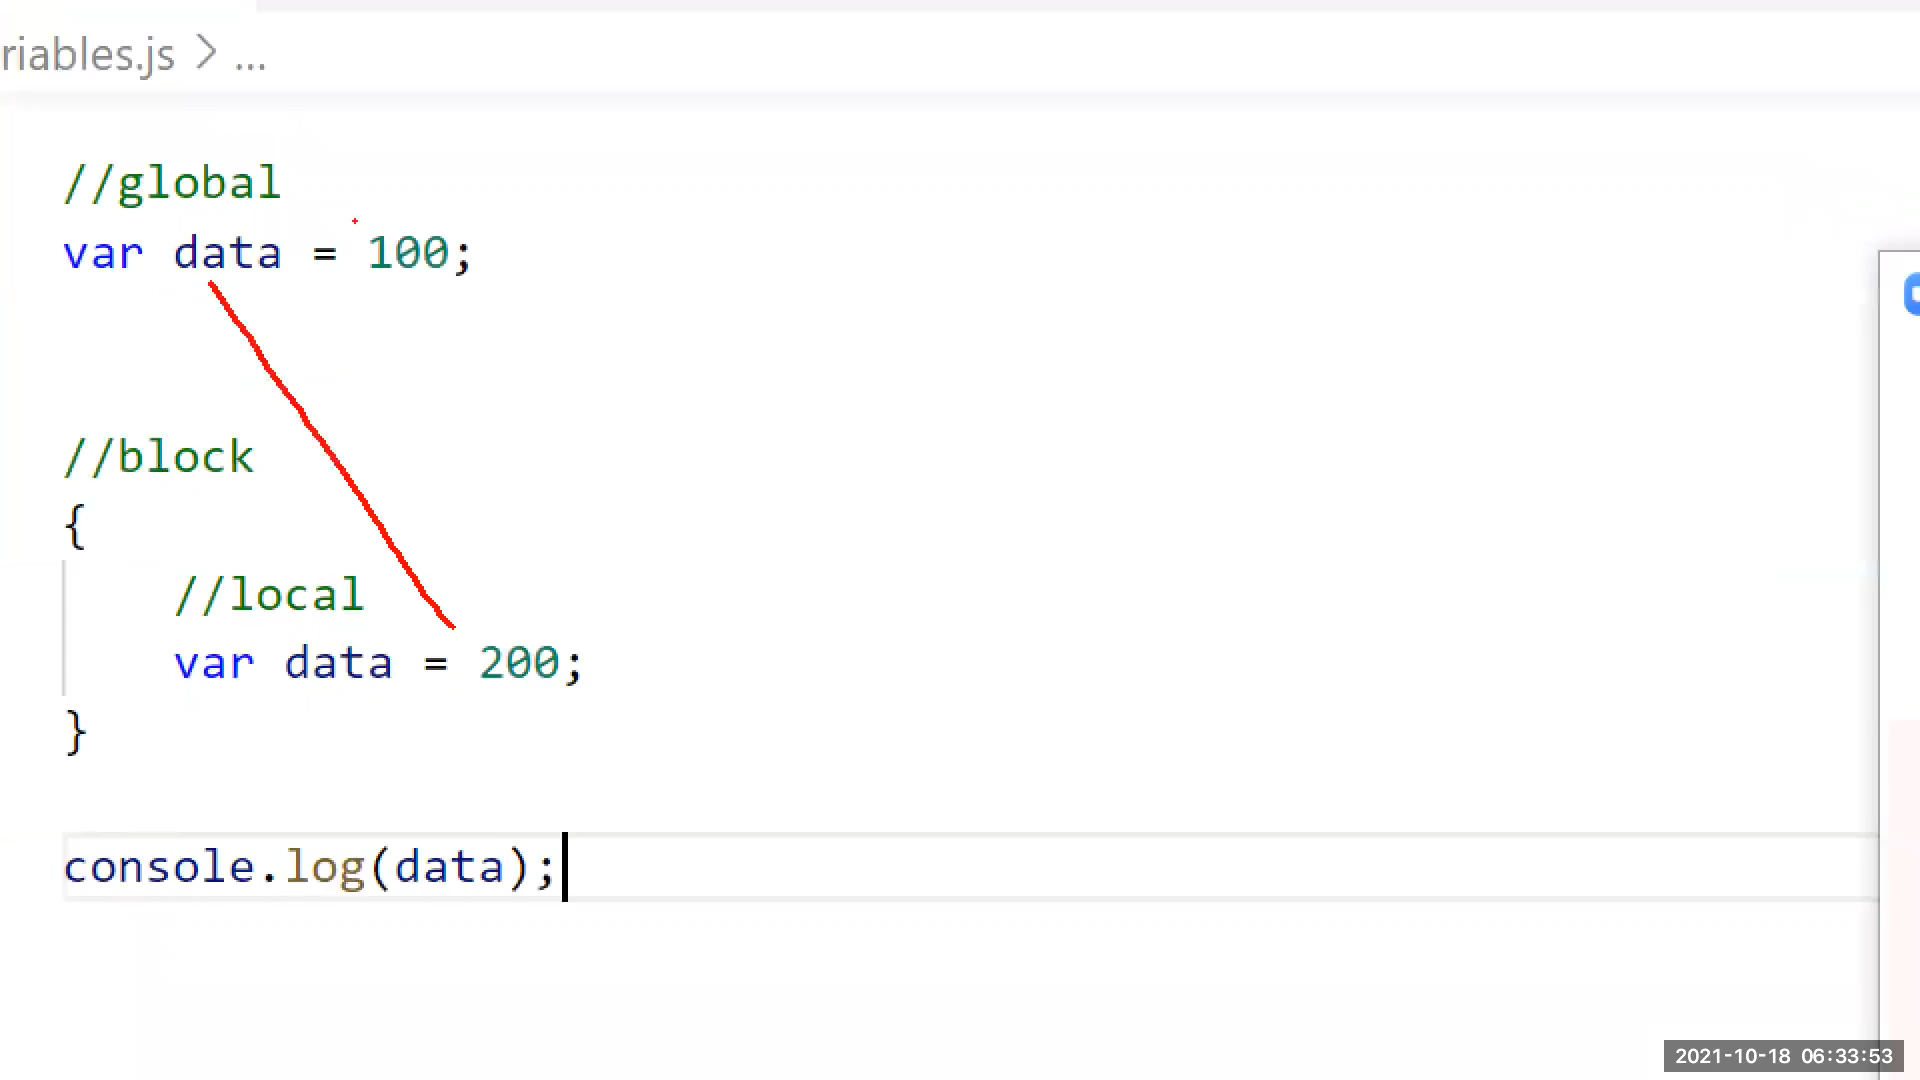 riables.js > ...
//global
var data = 100;
//block
{
//local
var data = 200;
}
console.log(data);
2021-10-18 06:33:53